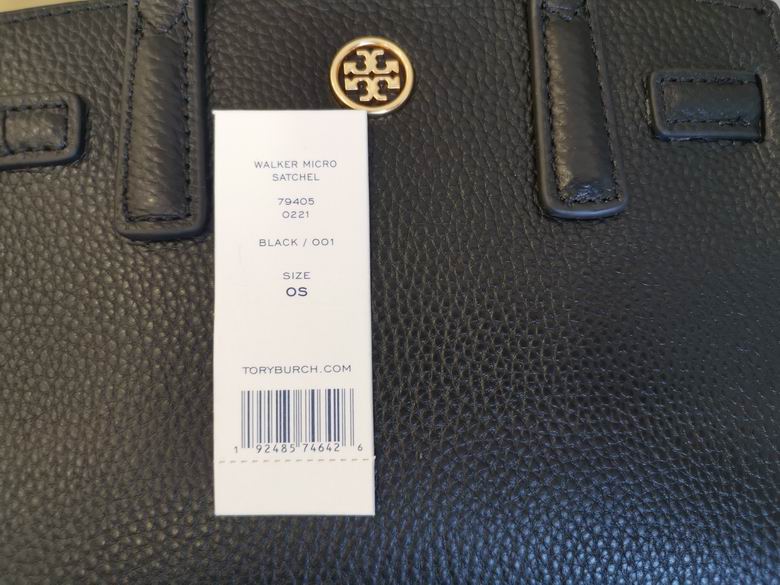 WALKER MICRO
SATCHEL
79405
0221
BLACK / 001
SIZE
OS
TORYBURCH.COM
1 92485 74642 6